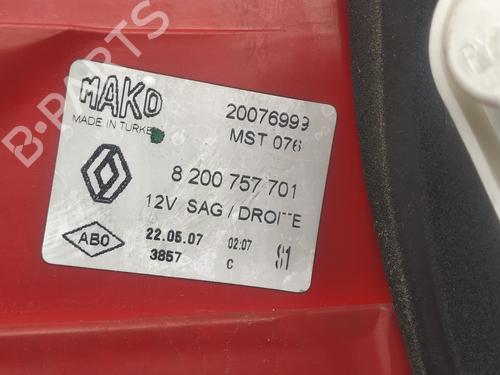 B-PARTS
MAKO
MADE IN TURKEY
20076999
MST 076
8 200 757 701
12V SAG / DROITE
ABO
22.05.07
02:07
3857
C
S1